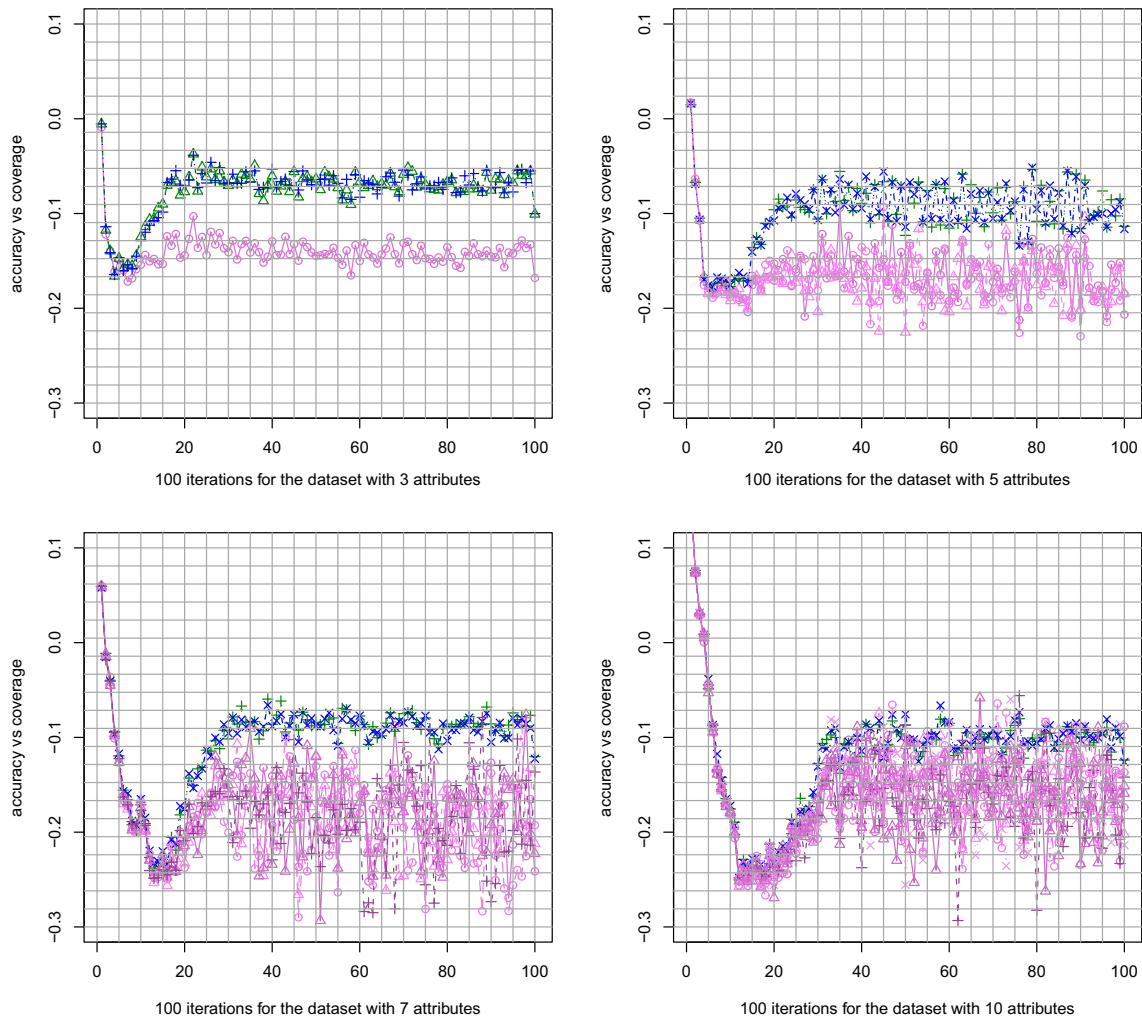 0.1
0.0
−0.1
−0.2
−0.3
accuracy vs coverage
0 20 40 60 80 100
100 iterations for the dataset with 3 attributes
0.1
0.0
−0.1
−0.2
−0.3
accuracy vs coverage
0 20 40 60 80 100
100 iterations for the dataset with 5 attributes
0.1
0.0
−0.1
−0.2
−0.3
accuracy vs coverage
0 20 40 60 80 100
100 iterations for the dataset with 7 attributes
0.1
0.0
−0.1
−0.2
−0.3
accuracy vs coverage
0 20 40 60 80 100
100 iterations for the dataset with 10 attributes